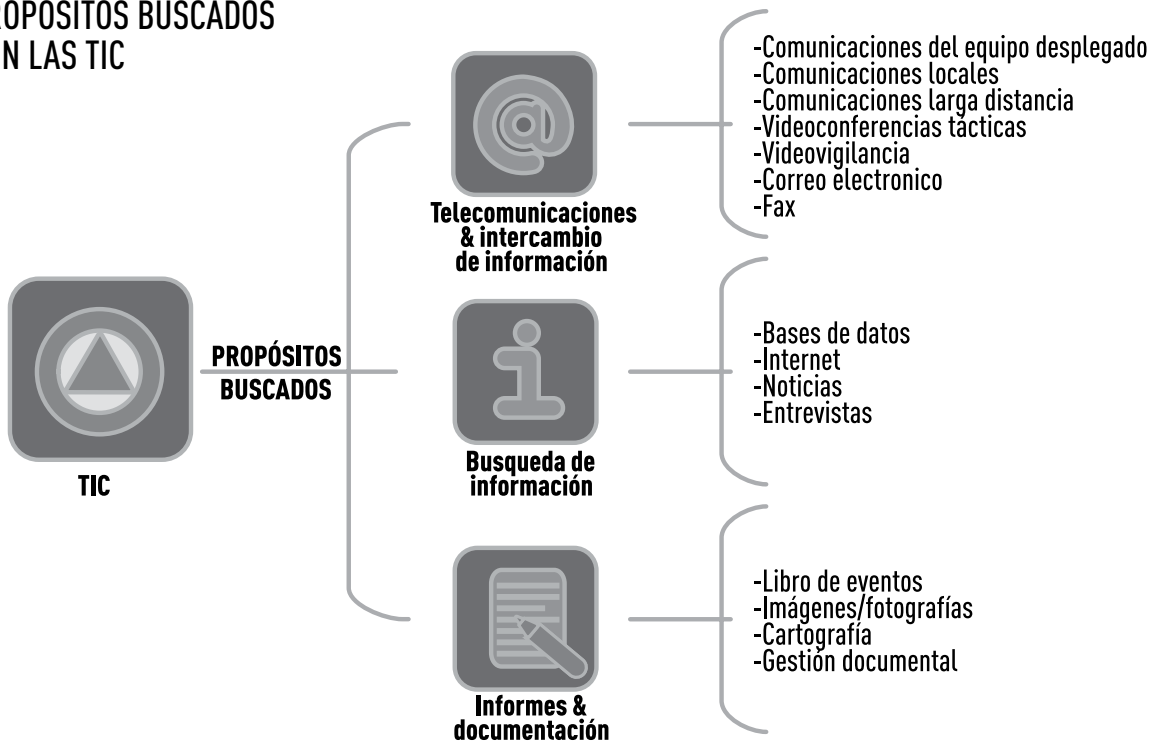 ROPÓSITOS BUSCADOS
N LAS TIC
-Comunicaciones del equipo desplegado
-Comunicaciones locales
-Comunicaciones larga distancia
-Videoconferencias tácticas
-Videovigilancia
-Correo electronico
-Fax
Telecomunicaciones
& intercambio
de información
PROPÓSITOS
BUSCADOS
TIC
-Bases de datos
-Internet
-Noticias
-Entrevistas
Busqueda de
información
-Libro de eventos
-Imágenes/fotografías
-Cartografía
-Gestión documental
Informes &
documentación